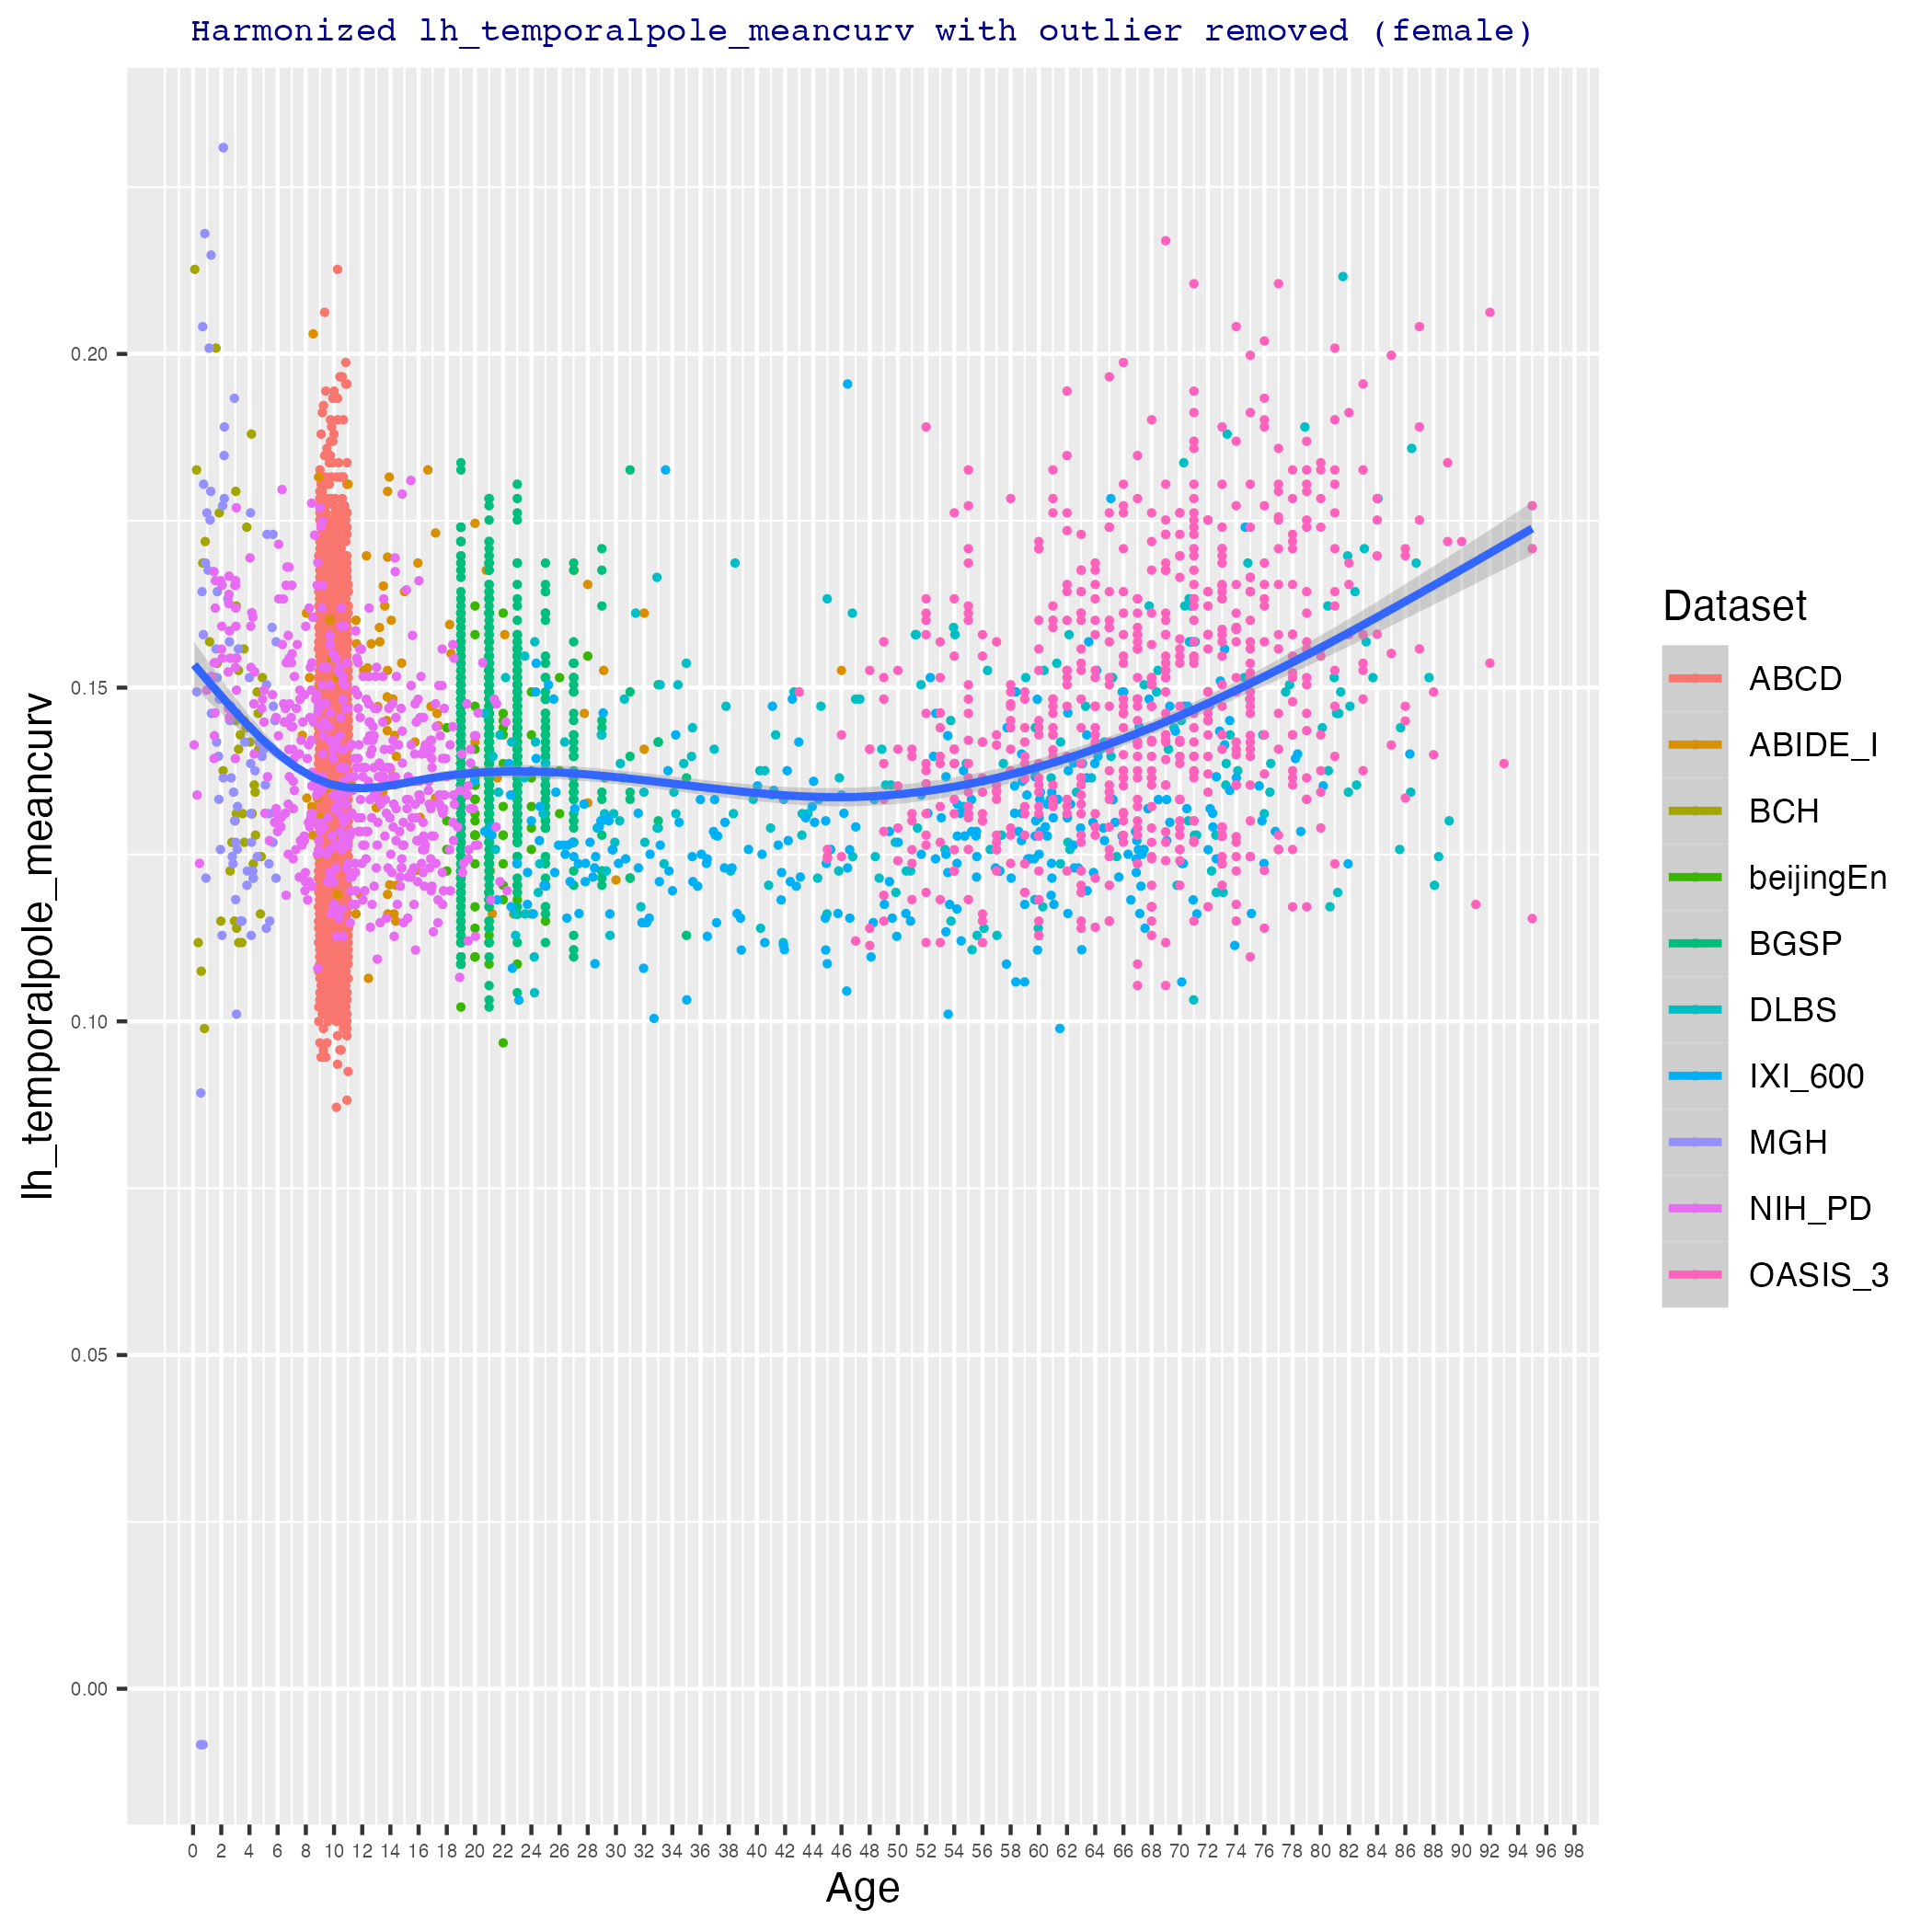 Harmonized lh_temporalpole_meancurv with outlier removed (female)
lh_temporalpole_meancurv
0.20
0.15
0.10
0.05
0.00
0 2 4 6 8 10 12 14 16 18 20 22 24 26 28 30 32 34 36 38 40 42 44 46 48 50 52 54 56 58 60 62 64 66 68 70 72 74 76 78 80 82 84 86 88 90 92 94 96 98
Age
Dataset
ABCD
ABIDE_I
BCH
beijingEn
BGSP
DLBS
IXI_600
MGH
NIH_PD
OASIS_3